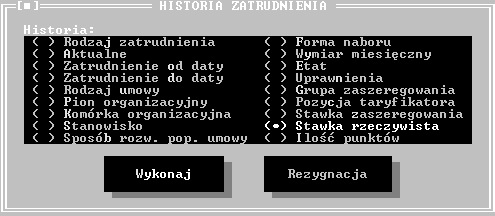 HISTORIA ZATRUDNIENIA
Historia:
( ) Rodzaj zatrudnienia
( ) Aktualne
( ) Zatrudnienie od daty
( ) Zatrudnienie do daty
( ) Rodzaj umowy
( ) Pion organizacyjny
( ) Komórka organizacyjna
( ) Stanowisko
( ) Sposób rozw. pop. umowy
( ) Forma naboru
( ) Wymiar miesięczny
( ) Etat
( ) Uprawnienia
( ) Grupa zaszeregowania
( ) Pozycja taryfikatora
( ) Stawka zaszeregowania
(•) Stawka rzeczywista
( ) Ilość punktów
Wykonaj
Rezygnacja